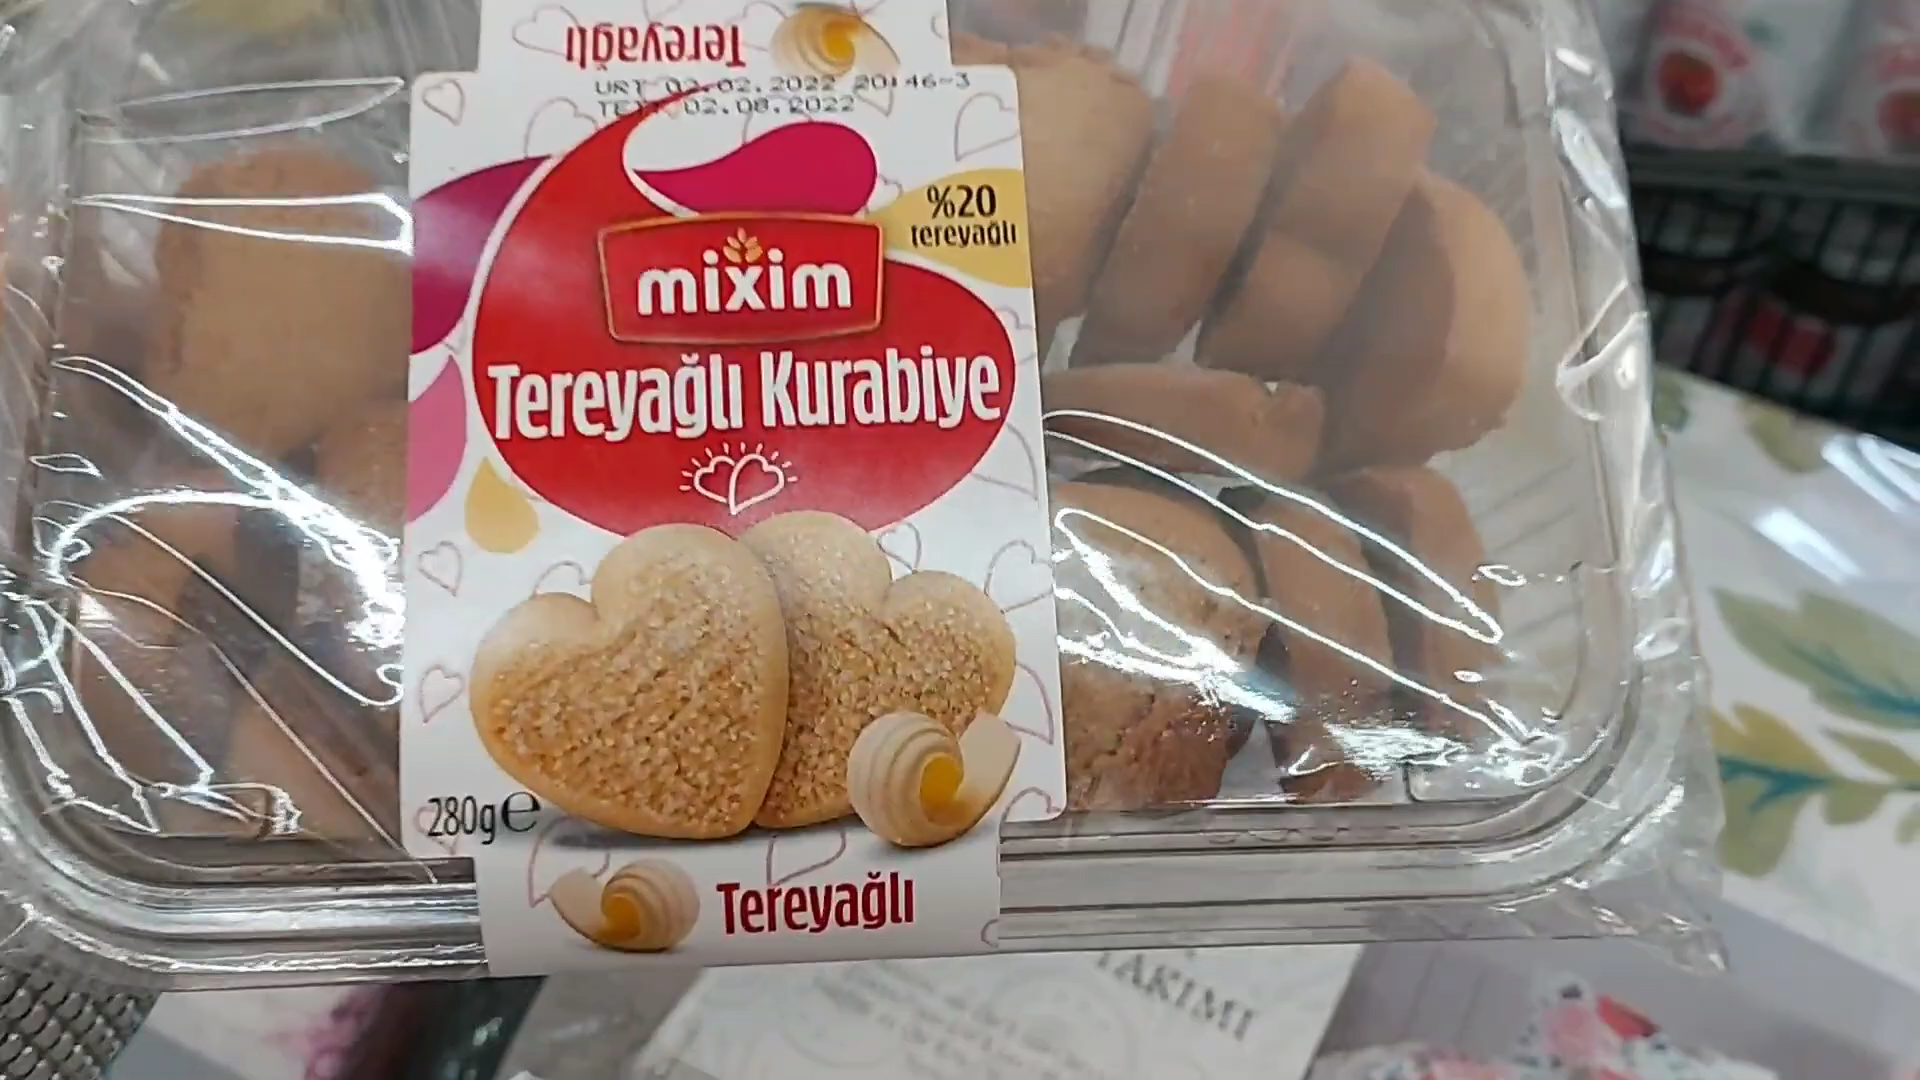 Tereyağlı
URT 02.02.2022 20:46-3
TETT 02.08.2022
%20
tereyağlı
mixim
Tereyağlı Kurabiye
280g e
Tereyağlı
TAKIMI